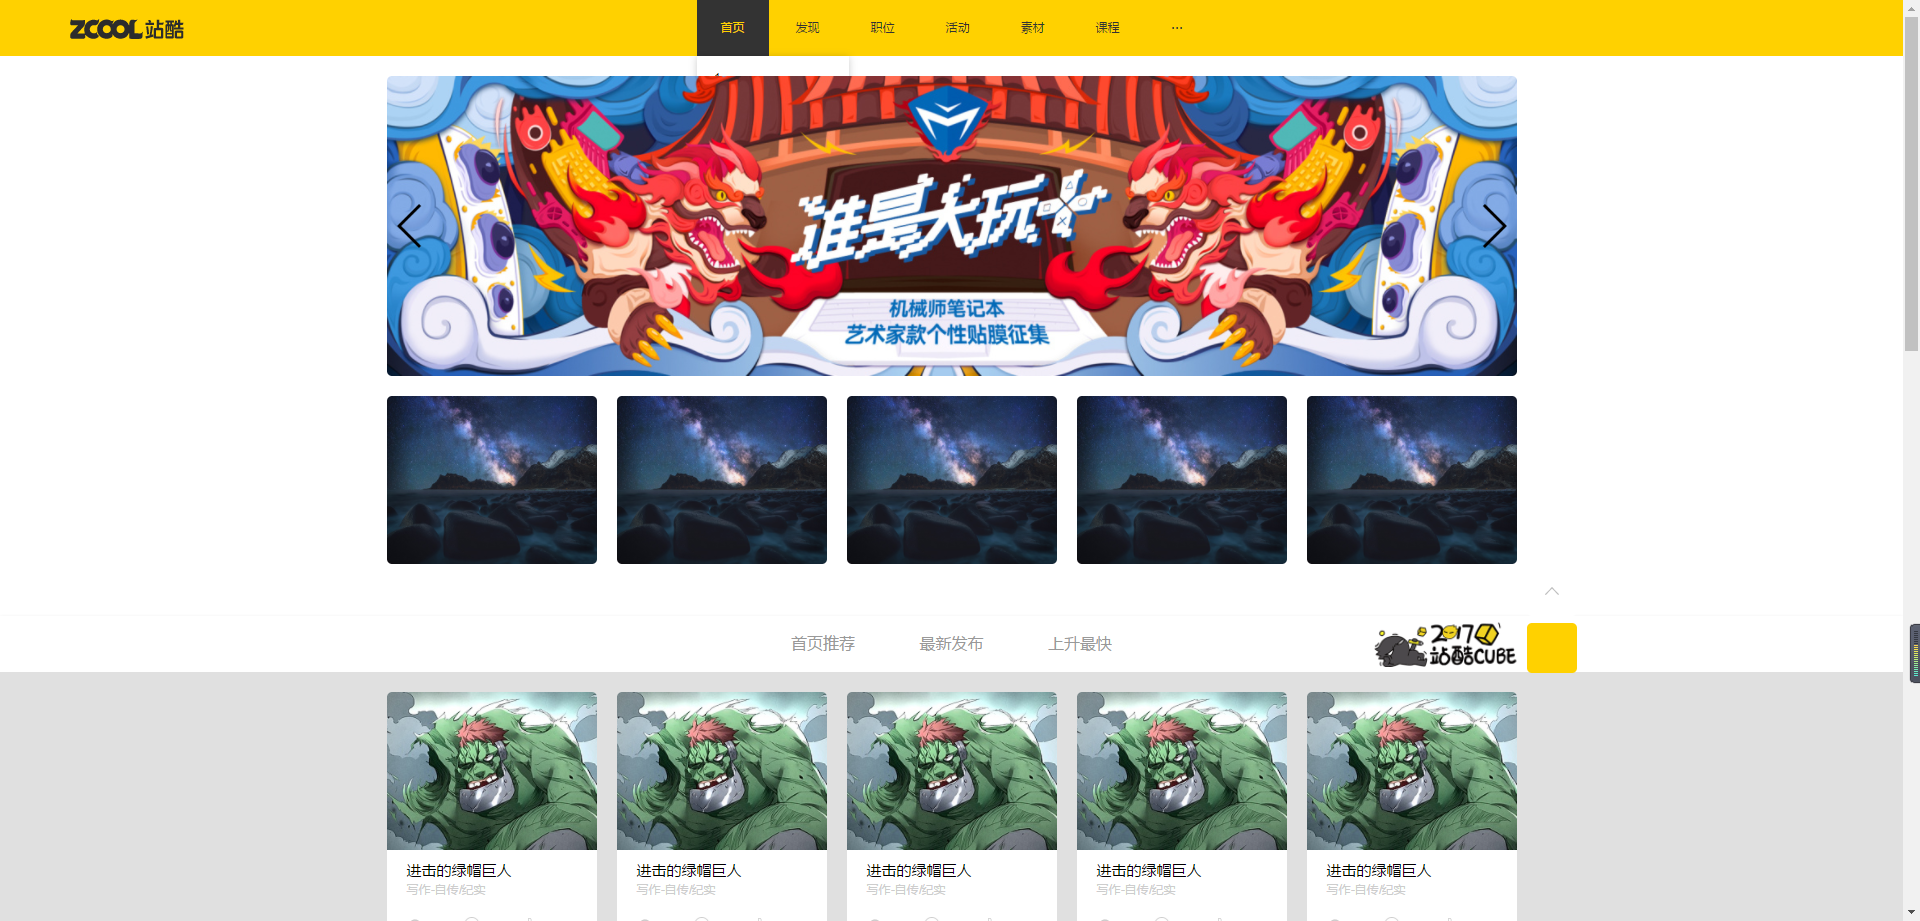 ZCOOL 站酷
首页 发现 职位 活动 素材 课程 ...
谁是大玩
机械师笔记本
艺术家款个性贴膜征集
首页推荐 最新发布 上升最快
2017
站酷CUBE
进击的绿帽巨人 进击的绿帽巨人 进击的绿帽巨人 进击的绿帽巨人 进击的绿帽巨人
写作-自传/纪实 写作-自传/纪实 写作-自传/纪实 写作-自传/纪实 写作-自传/纪实